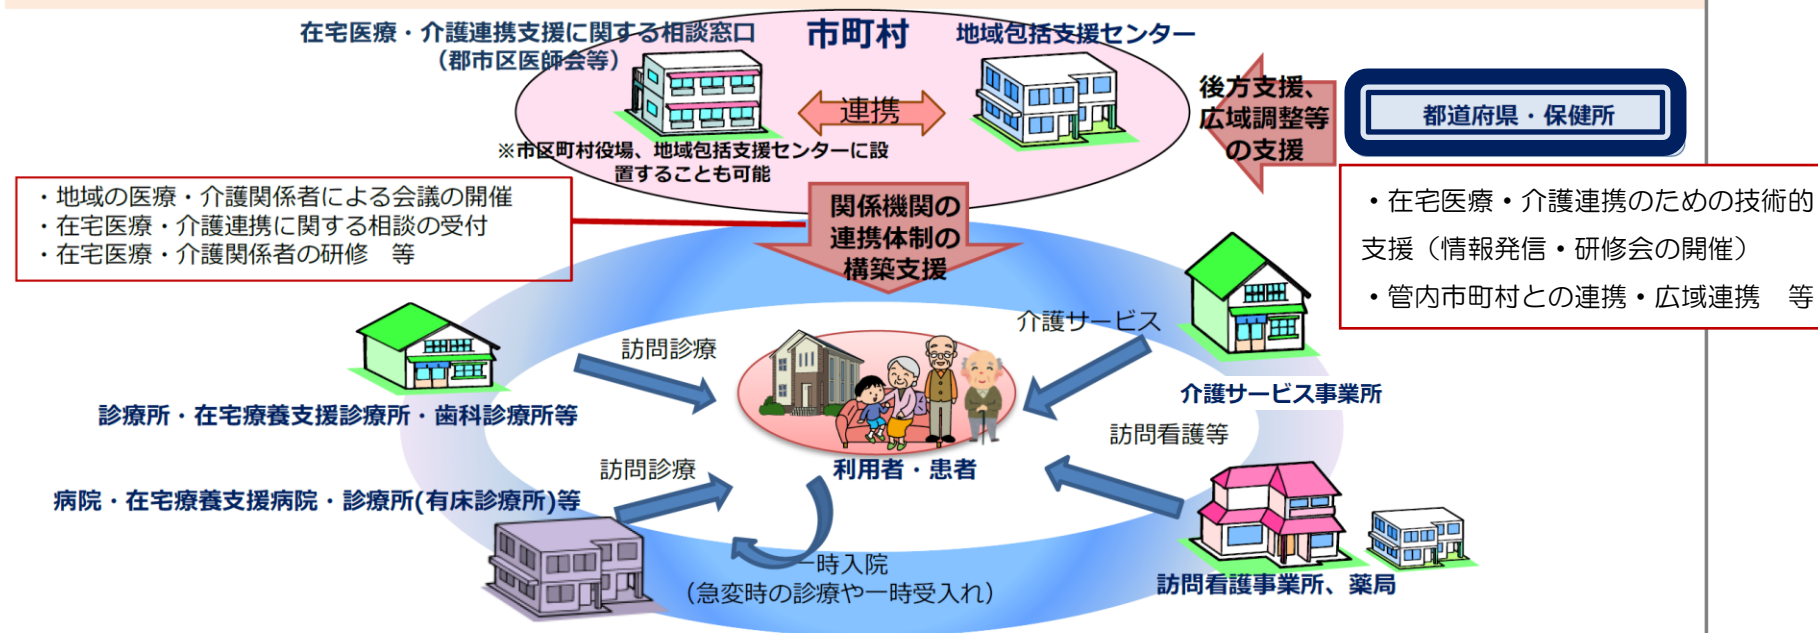 在宅医療・介護連携支援に関する相談窓口
（郡市区医師会等）
市町村
地域包括支援センター
連携
※市区町村役場、地域包括支援センターに設
置することも可能
後方支援、
広域調整等
の支援
都道府県・保健所
・在宅医療・介護連携のための技術的
支援（情報発信・研修会の開催）
・管内市町村との連携・広域連携　等
・地域の医療・介護関係者による会議の開催
・在宅医療・介護連携に関する相談の受付
・在宅医療・介護関係者の研修　等
関係機関の
連携体制の
構築支援
訪問診療
介護サービス
診療所・在宅療養支援診療所・歯科診療所等
介護サービス事業所
訪問看護等
訪問診療
利用者・患者
病院・在宅療養支援病院・診療所(有床診療所)等
一時入院
（急変時の診療や一時受入れ）
訪問看護事業所、薬局